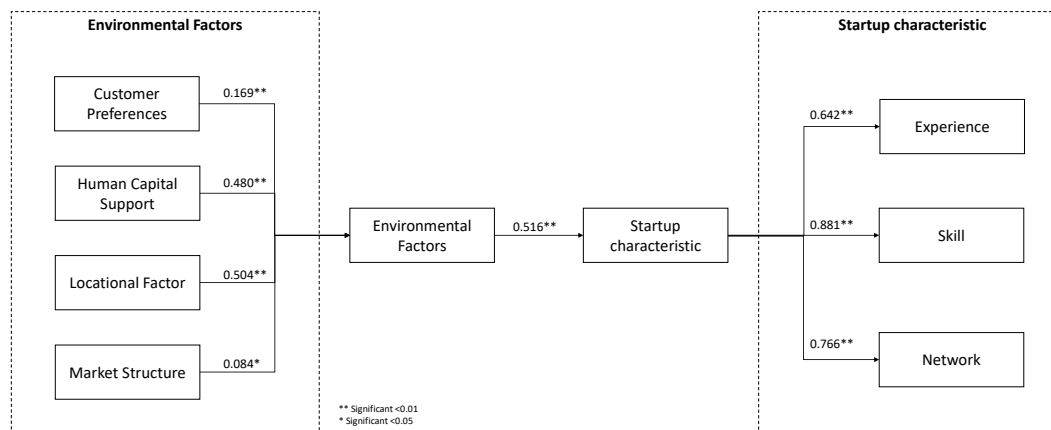 Environmental Factors
Startup characteristic
Customer
Preferences
0.169**
Human Capital
Support
0.480**
Locational Factor
0.504**
Market Structure
0.084*
Environmental
Factors
0.516**
Startup
characteristic
0.642**
Experience
0.881**
Skill
0.766**
Network
** Significant <0.01
* Significant <0.05